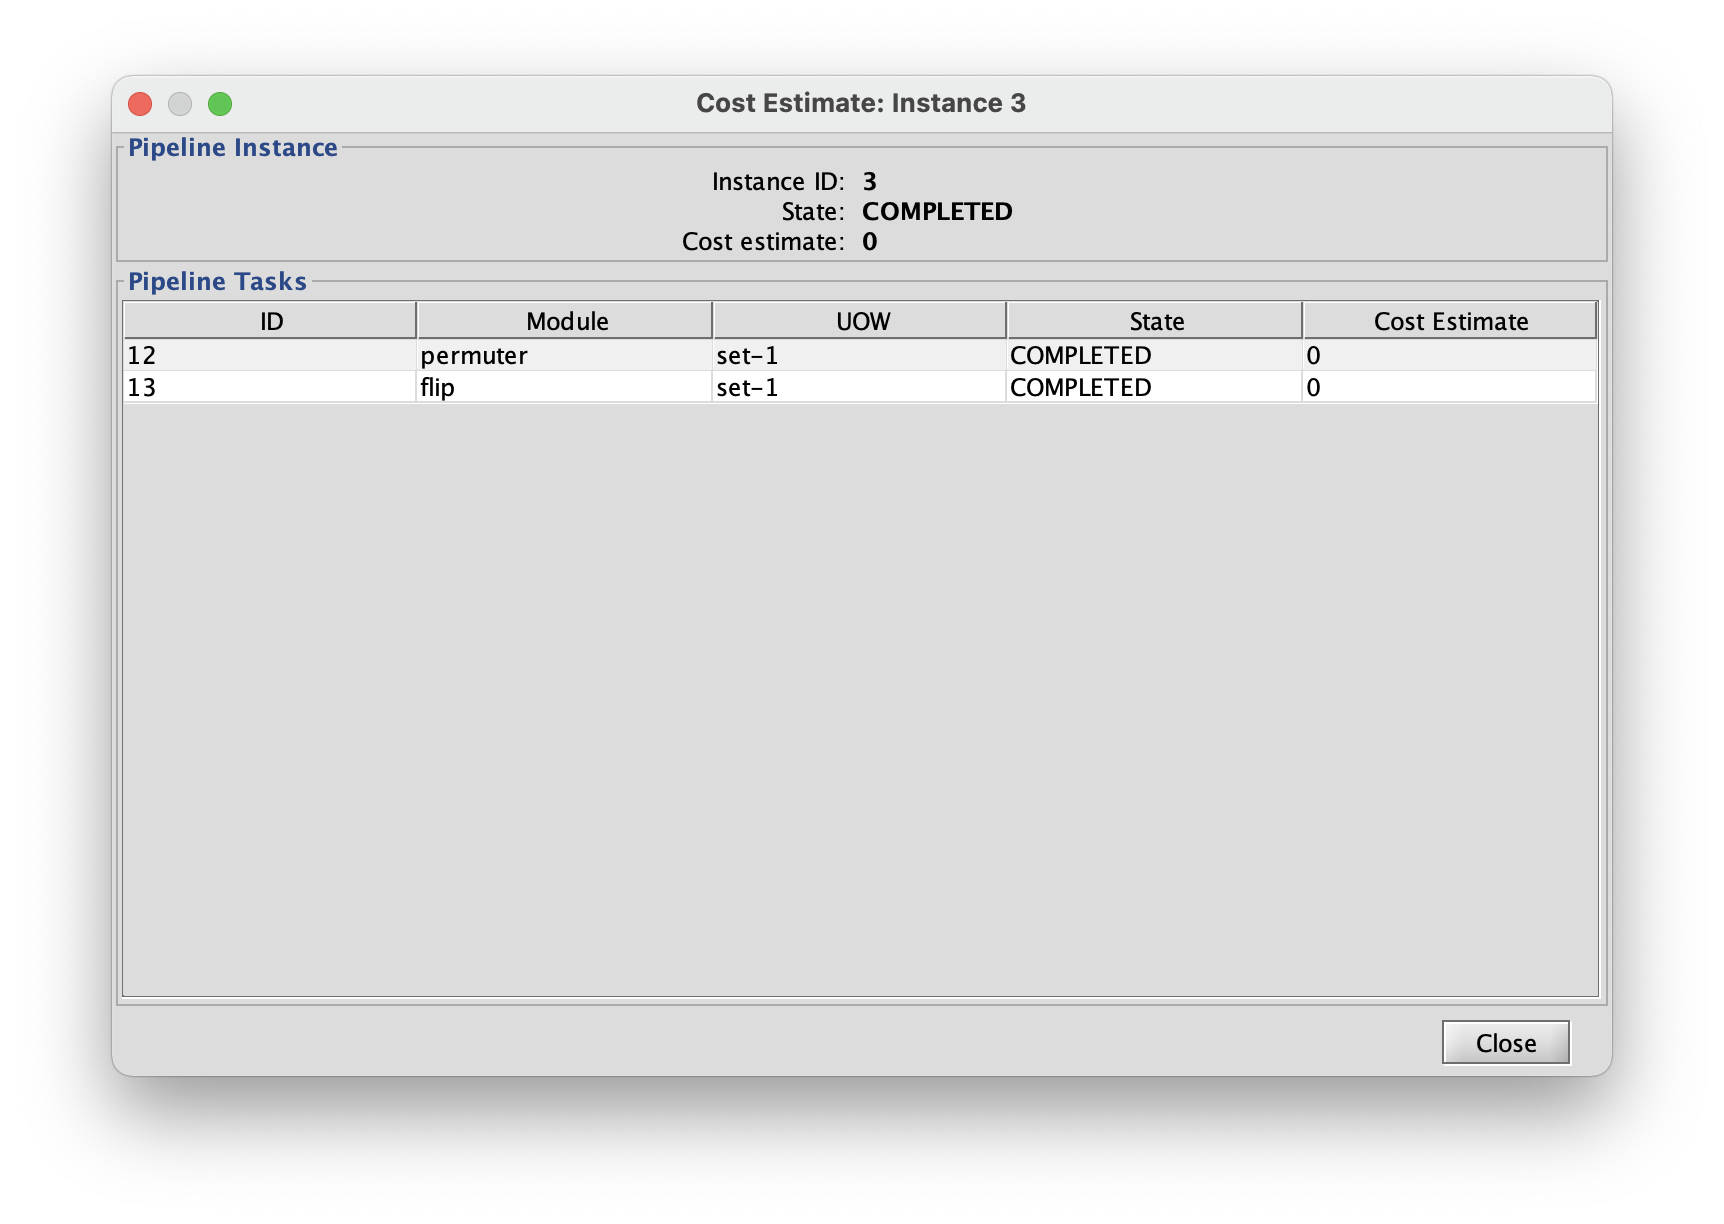 Cost Estimate: Instance 3
Pipeline Instance
Instance ID: 3
State: COMPLETED
Cost estimate: 0
Pipeline Tasks
ID Module UOW State Cost Estimate
12 permuter set-1 COMPLETED 0
13 flip set-1 COMPLETED 0
Close